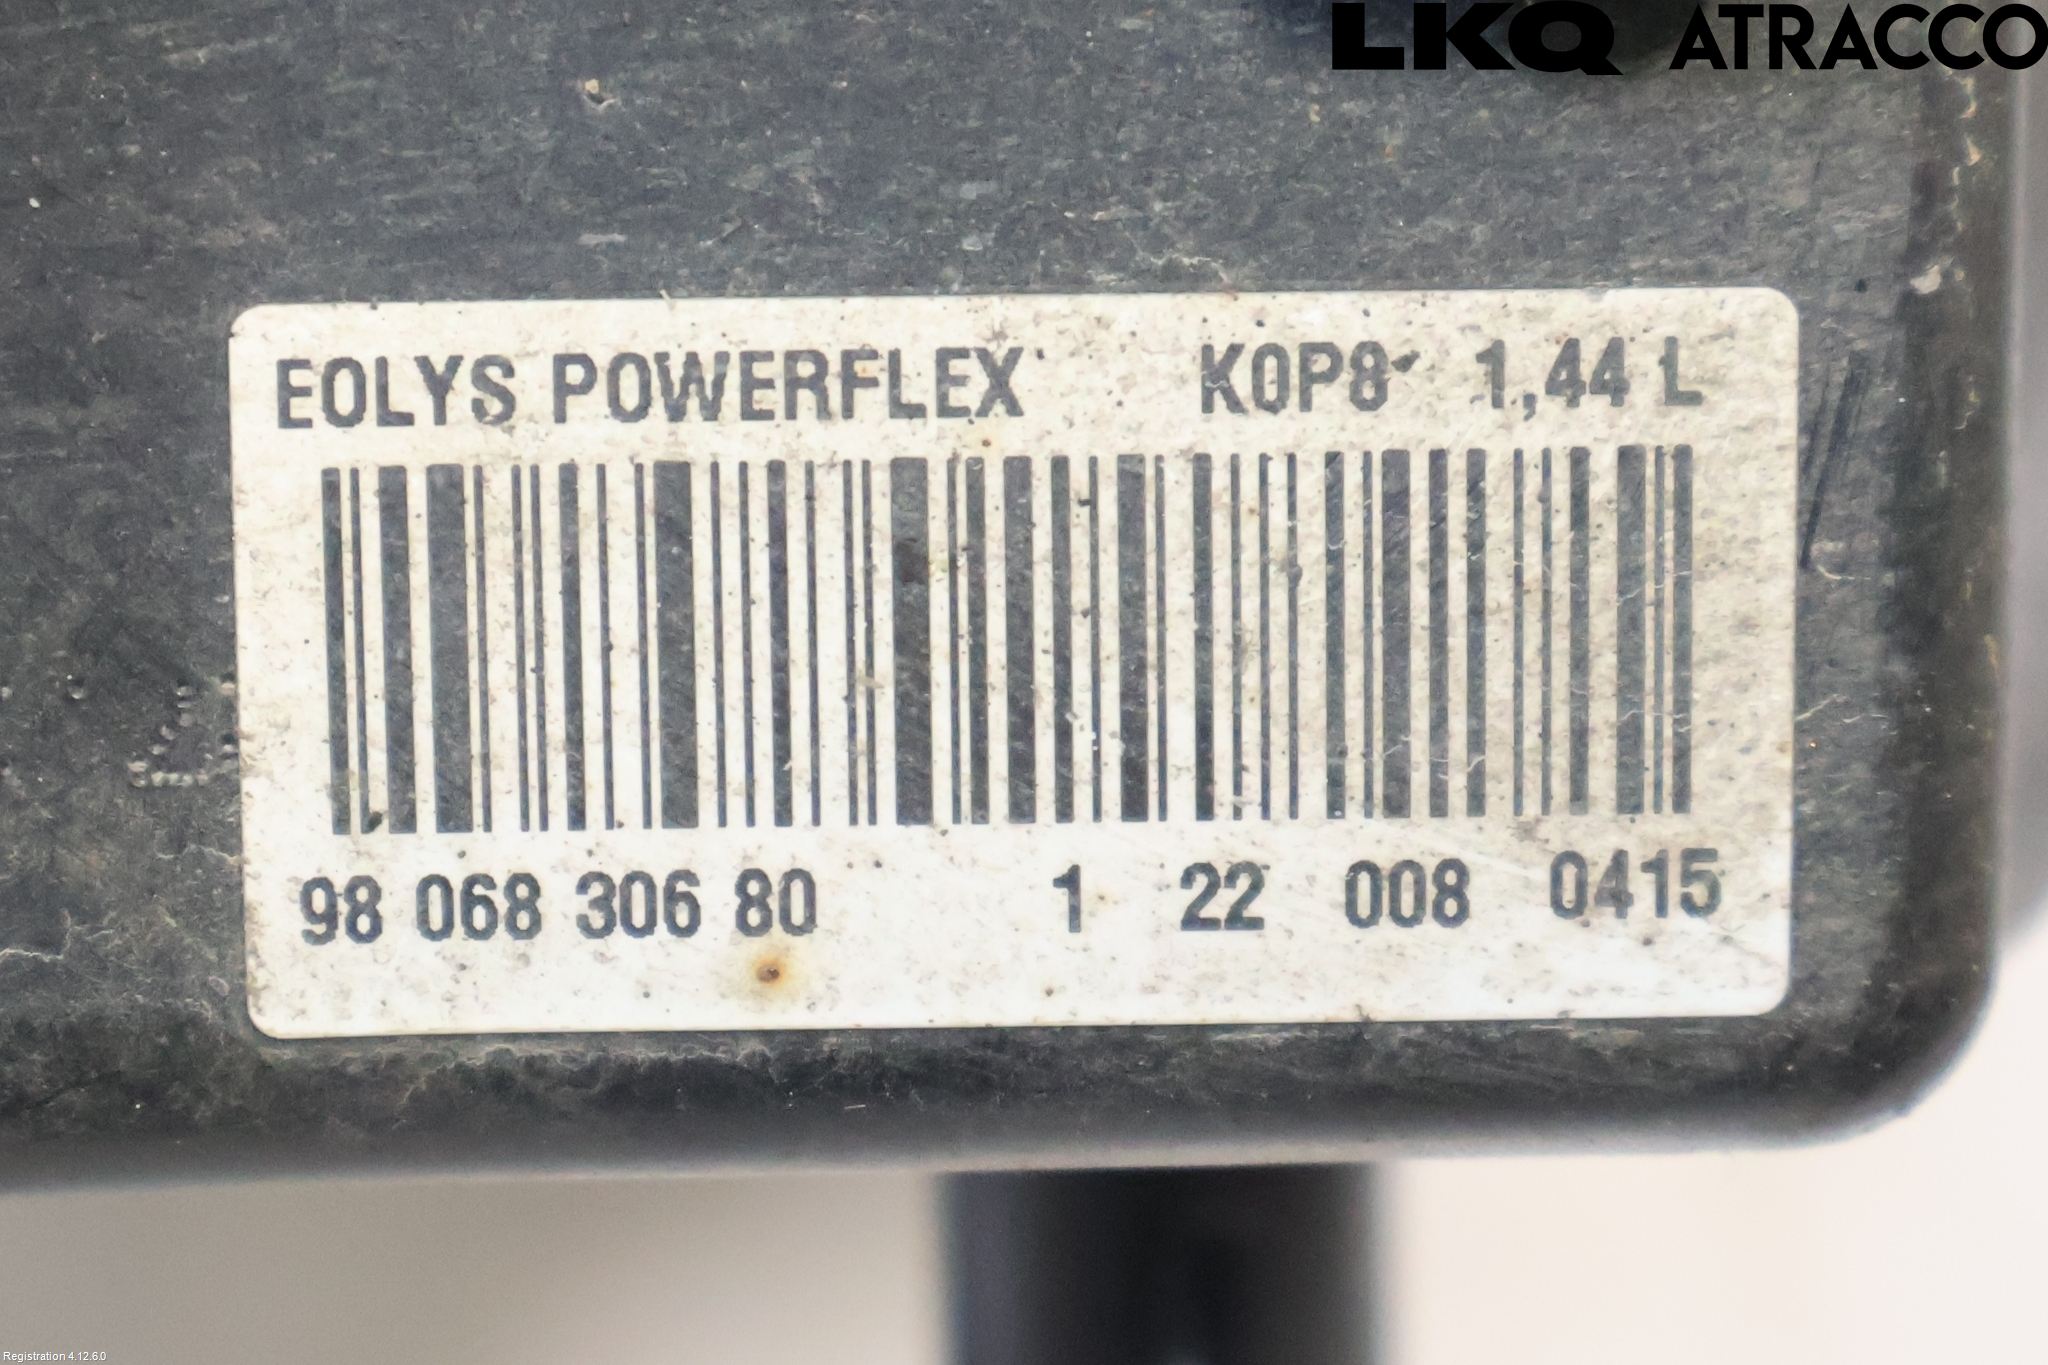 LKQ ATRACCO
EOLYS POWERFLEX K0P8 1,44 L
98 068 306 80 1 22 008 0415
Registration 4.12.6.0